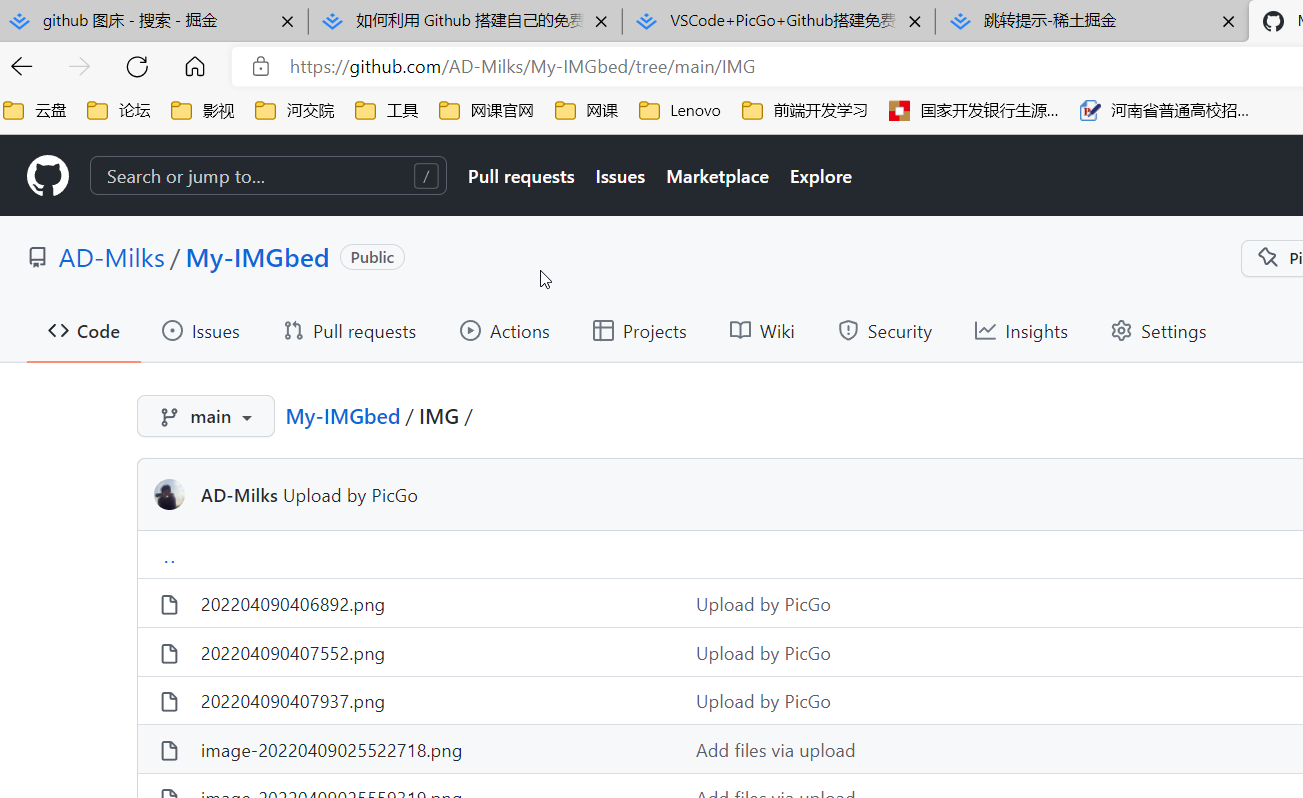 github 图床 - 搜索 - 掘金
如何利用 Github 搭建自己的免费
VSCode+PicGo+Github搭建免费
跳转提示-稀土掘金
https://github.com/AD-Milks/My-IMGbed/tree/main/IMG
云盘 论坛 影视 河交院 工具 网课官网 网课 Lenovo 前端开发学习 国家开发银行生源... 河南省普通高校招...
Search or jump to... / Pull requests Issues Marketplace Explore
AD-Milks / My-IMGbed Public Pi
Code Issues Pull requests Actions Projects Wiki Security Insights Settings
main My-IMGbed / IMG /
AD-Milks Upload by PicGo
..
202204090406892.png Upload by PicGo
202204090407552.png Upload by PicGo
202204090407937.png Upload by PicGo
image-20220409025522718.png Add files via upload
image-20220409025559319.png Add files via upload